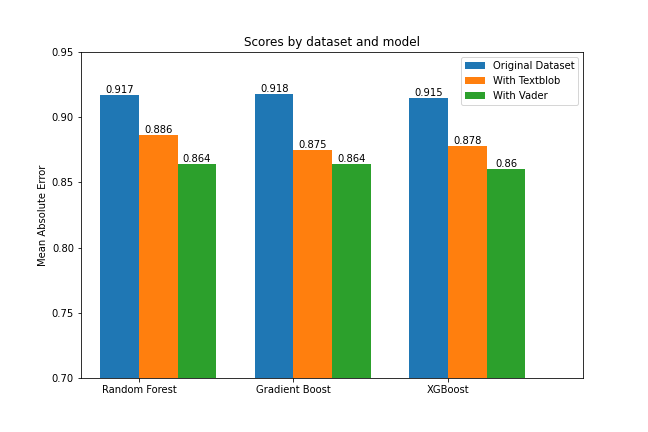 Scores by dataset and model
Original Dataset
With Textblob
With Vader
Mean Absolute Error
0.95
0.90
0.85
0.80
0.75
0.70
0.917
0.886
0.864
0.918
0.875
0.864
0.915
0.878
0.86
Random Forest
Gradient Boost
XGBoost